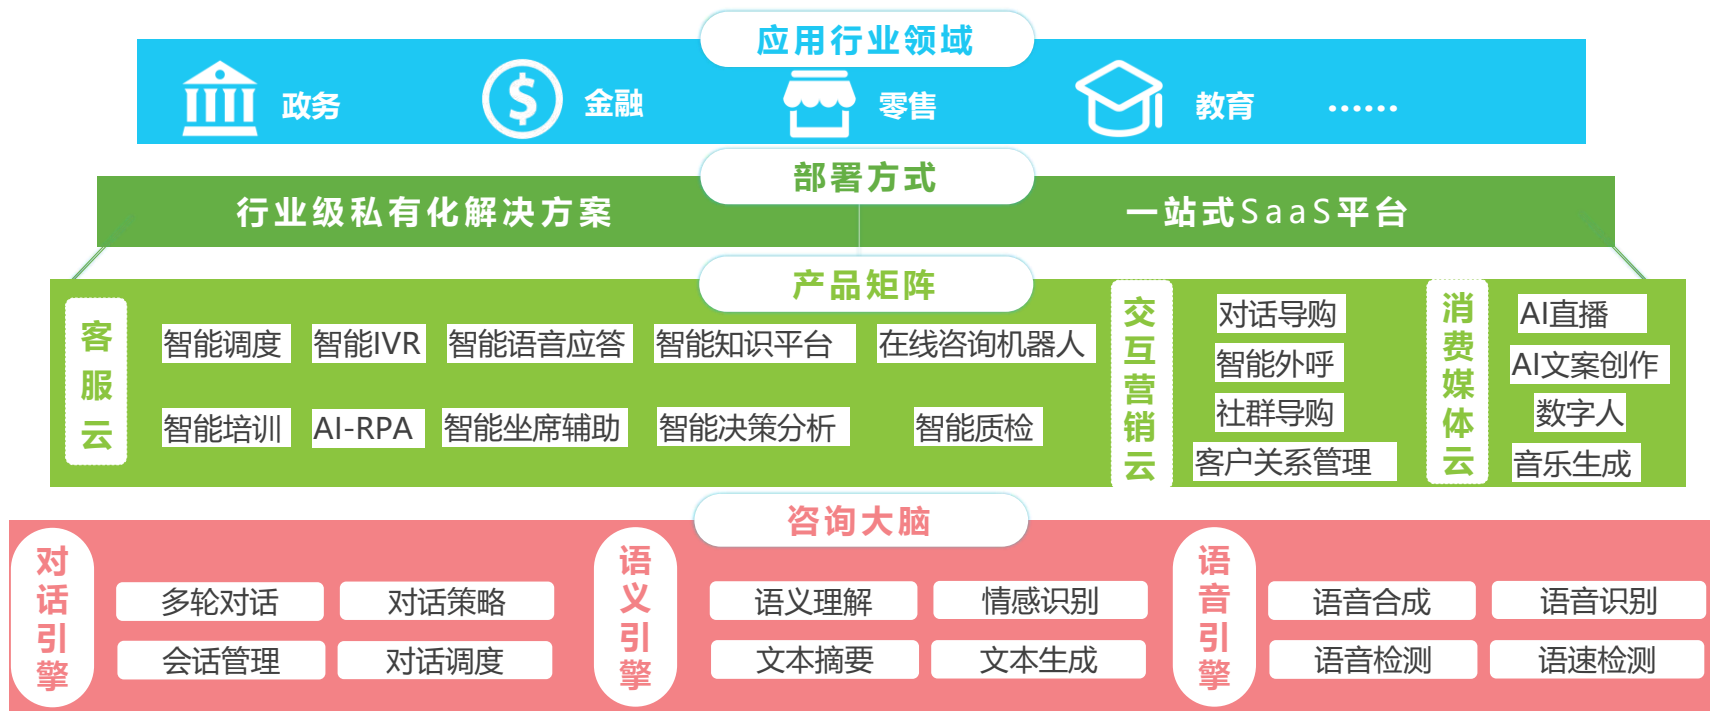 应用行业领域
政务
金融
零售
教育
······
部署方式
行业级私有化解决方案
一站式SaaS平台
产品矩阵
客服云
智能调度
智能IVR
智能语音应答
智能知识平台
在线咨询机器人
智能培训
AI-RPA
智能坐席辅助
智能决策分析
智能质检
交互营销云
对话导购
智能外呼
社群导购
客户关系管理
消费媒体云
AI直播
AI文案创作
数字人
音乐生成
咨询大脑
对话引擎
多轮对话
对话策略
会话管理
对话调度
语义引擎
语义理解
情感识别
文本摘要
文本生成
语音引擎
语音合成
语音识别
语音检测
语速检测